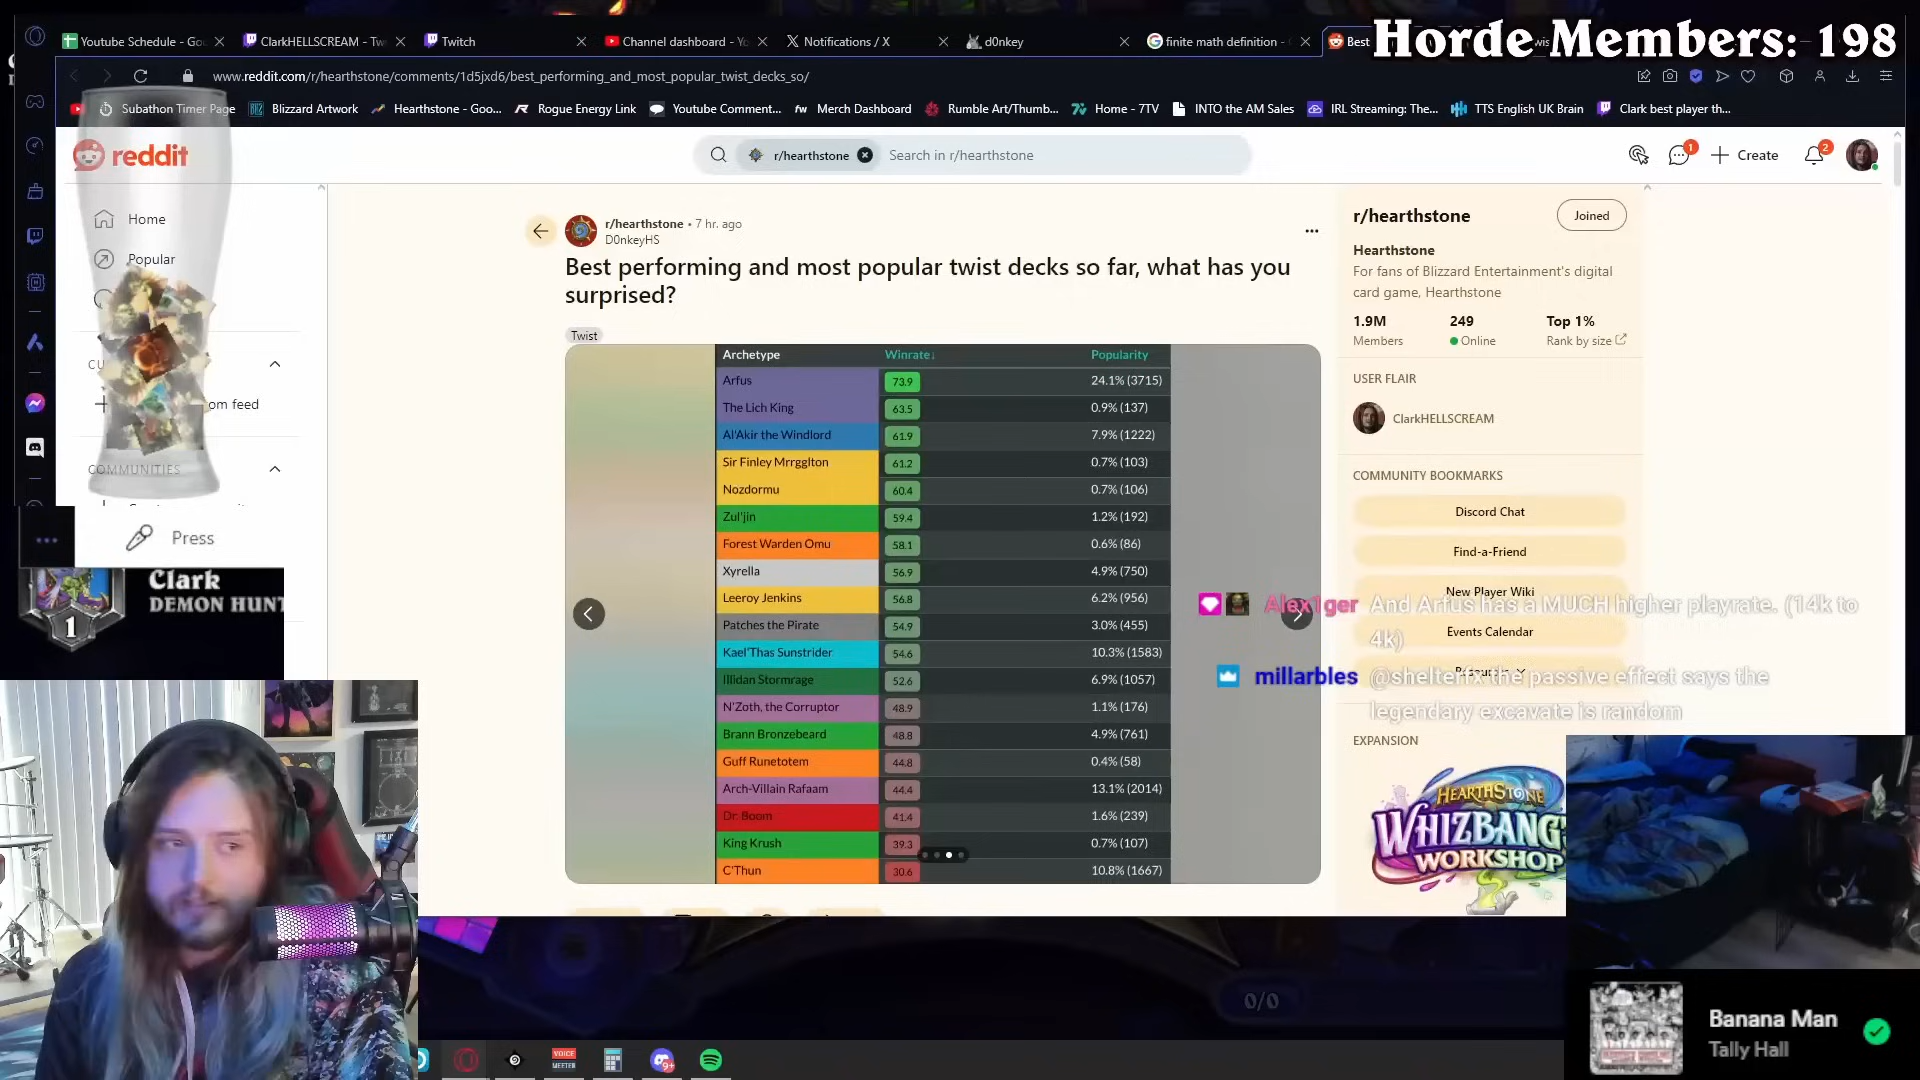 Horde Members: 198
Youtube Schedule - Go
ClarkHELLSCREAM - Tw
Twitch
Channel dashboard - Yo
Notifications / X
d0nkey
finite math definition -
Best
www.reddit.com/r/hearthstone/comments/1d5jxd6/best_performing_and_most_popular_twist_decks_so/
Subathon Timer Page
Blizzard Artwork
Hearthstone - Goo...
Rogue Energy Link
Youtube Comment...
Merch Dashboard
Rumble Art/Thumb...
Home - 7TV
INTO the AM Sales
IRL Streaming: The...
TTS English UK Brain
Clark best player th...
reddit
r/hearthstone
Search in r/hearthstone
1
Create
2
Home
Popular
CU
om feed
COMMUNITIES
Press
Clark
DEMON HUNT
1
r/hearthstone • 7 hr. ago
D0nkeyHS
Best performing and most popular twist decks so far, what has you
surprised?
Twist
Archetype Winrate↓ Popularity
Arfus 73.9 24.1% (3715)
The Lich King 63.5 0.9% (137)
Al'Akir the Windlord 61.9 7.9% (1222)
Sir Finley Mrrgglton 61.2 0.7% (103)
Nozdormu 60.4 0.7% (106)
Zul'jin 59.4 1.2% (192)
Forest Warden Omu 58.1 0.6% (86)
Xyrella 56.9 4.9% (750)
Leeroy Jenkins 56.8 6.2% (956)
Patches the Pirate 54.9 3.0% (455)
Kael'Thas Sunstrider 54.6 10.3% (1583)
Illidan Stormrage 52.6 6.9% (1057)
N'Zoth, the Corruptor 48.9 1.1% (176)
Brann Bronzebeard 48.8 4.9% (761)
Guff Runetotem 44.8 0.4% (58)
Arch-Villain Rafaam 44.4 13.1% (2014)
Dr. Boom 41.4 1.6% (239)
King Krush 39.3 0.7% (107)
C'Thun 30.6 10.8% (1667)
r/hearthstone
Joined
Hearthstone
For fans of Blizzard Entertainment's digital
card game, Hearthstone
1.9M 249 Top 1%
Members Online Rank by size
USER FLAIR
ClarkHELLSCREAM
COMMUNITY BOOKMARKS
Discord Chat
Find-a-Friend
New Player Wiki
Events Calendar
Alex1ger And Arfus has a MUCH higher playrate. (14k to
4k)
millarbles @shelterrx the passive effect says the
legendary excavate is random
EXPANSION
HEARTHSTONE
WHIZBANG'
WORKSHOP
0/0
Banana Man
Tally Hall
VOICE
MEETER
9+